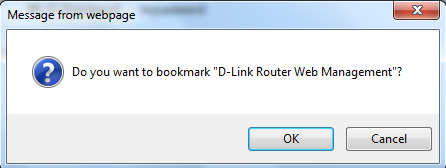 Message from webpage
Do you want to bookmark "D-Link Router Web Management"?
OK
Cancel